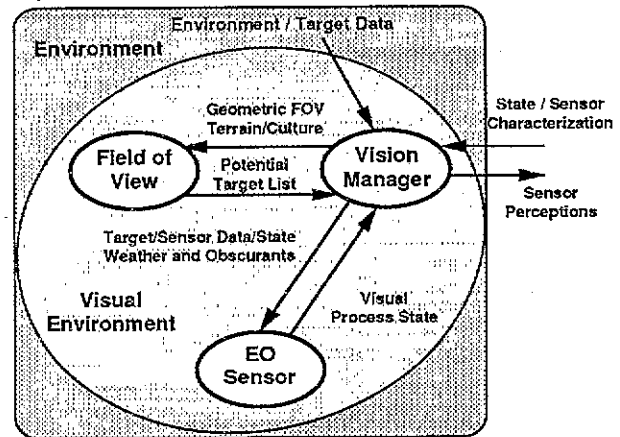 Environment / Target Data
Environment
Geometric FOV
Terrain/Culture
State / Sensor
Characterization
Field of
View
Vision
Manager
Potential
Target List
Sensor
Perceptions
Target/Sensor Data/State
Weather and Obscurants
Visual
Environment
Visual
Process State
EO
Sensor